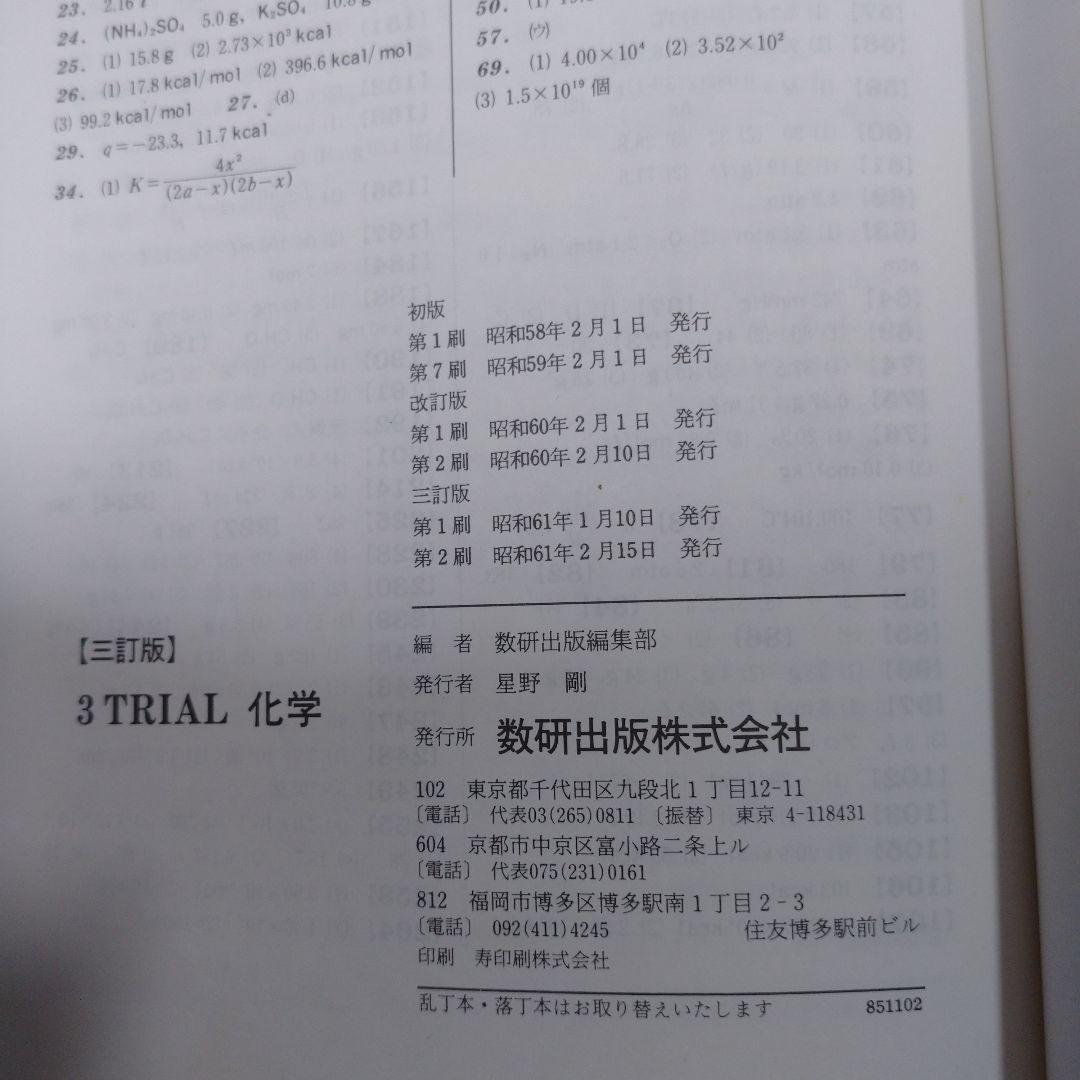 23. 2.16
24. (NH₄)₂SO₄ 5.0 g, K₂SO₄ 10.8 g
25. (1) 15.8 g (2) 2.73×10³ kcal
26. (1) 17.8 kcal/mol (2) 396.6 kcal/mol
(3) 99.2 kcal/mol 27. (d)
29. q=−23.3, 11.7 kcal
34. (1) K=4x²/(2a−x)(2b−x)
50. (1)
57. (ウ)
69. (1) 4.00×10⁴ (2) 3.52×10²
(3) 1.5×10¹⁹ 個
初版
第1刷 昭和58年2月1日 発行
第7刷 昭和59年2月1日 発行
改訂版
第1刷 昭和60年2月1日 発行
第2刷 昭和60年2月10日 発行
三訂版
第1刷 昭和61年1月10日 発行
第2刷 昭和61年2月15日 発行
【三訂版】
3 TRIAL 化学
編者 数研出版編集部
発行者 星野 剛
発行所 数研出版株式会社
102 東京都千代田区九段北1丁目12-11
〔電話〕 代表03(265)0811 〔振替〕 東京 4-118431
604 京都市中京区富小路二条上ル
〔電話〕 代表075(231)0161
812 福岡市博多区博多駅南1丁目2-3
〔電話〕 092(411)4245 住友博多駅前ビル
印刷 寿印刷株式会社
乱丁本・落丁本はお取り替えいたします 851102